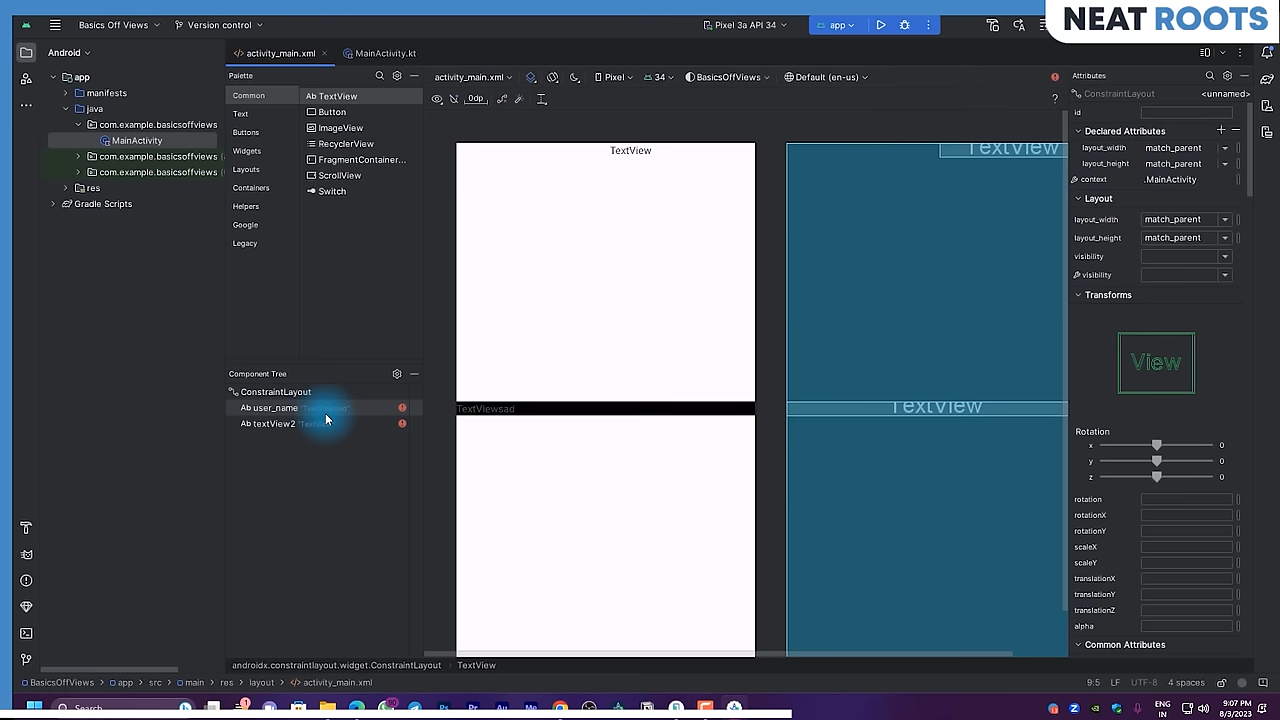 NEAT ROOTS
Basics Off Views
Version control
Pixel 3a API 34
app
Android
activity_main.xml
MainActivity.kt
app
manifests
java
com.example.basicsoffviews
MainActivity
com.example.basicsoffviews
com.example.basicsoffviews
res
Gradle Scripts
Palette
Common
Text
Buttons
Widgets
Layouts
Containers
Helpers
Google
Legacy
Ab TextView
Button
ImageView
RecyclerView
FragmentContainer...
ScrollView
Switch
Component Tree
ConstraintLayout
Ab user_name
Ab textView2
activity_main.xml
Pixel
34
BasicsOffViews
Default (en-us)
0dp
?
TextView
TextViewsad
TextView
TextView
Attributes
ConstraintLayout
<unnamed>
id
Declared Attributes
layout_width match_parent
layout_height match_parent
context .MainActivity
Layout
layout_width match_parent
layout_height match_parent
visibility
visibility
Transforms
View
Rotation
x 0
y 0
z 0
rotation
rotationX
rotationY
scaleX
scaleY
translationX
translationY
translationZ
alpha
Common Attributes
androidx.constraintlayout.widget.ConstraintLayout > TextView
BasicsOffViews > app > src > main > res > layout > activity_main.xml
9:5 LF UTF-8 4 spaces
Search
ENG
IN
9:07 PM
8/3/2023